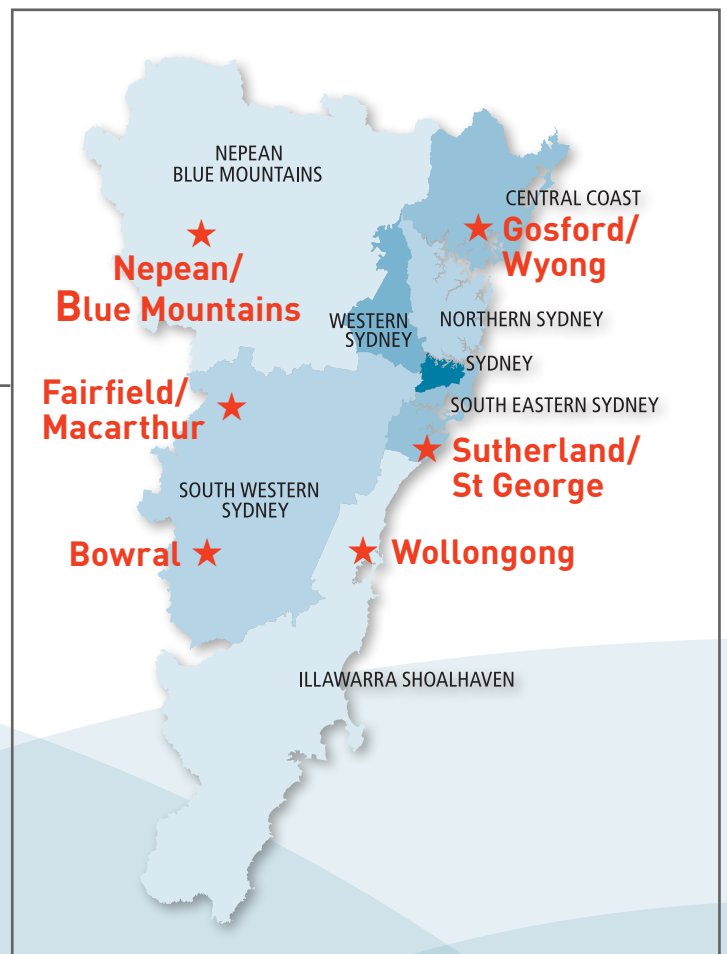 NEPEAN
BLUE MOUNTAINS
CENTRAL COAST
Gosford/
Wyong
Nepean/
Blue Mountains
WESTERN
SYDNEY
NORTHERN SYDNEY
SYDNEY
Fairfield/
Macarthur
SOUTH EASTERN SYDNEY
Sutherland/
St George
SOUTH WESTERN
SYDNEY
Bowral
Wollongong
ILLAWARRA SHOALHAVEN